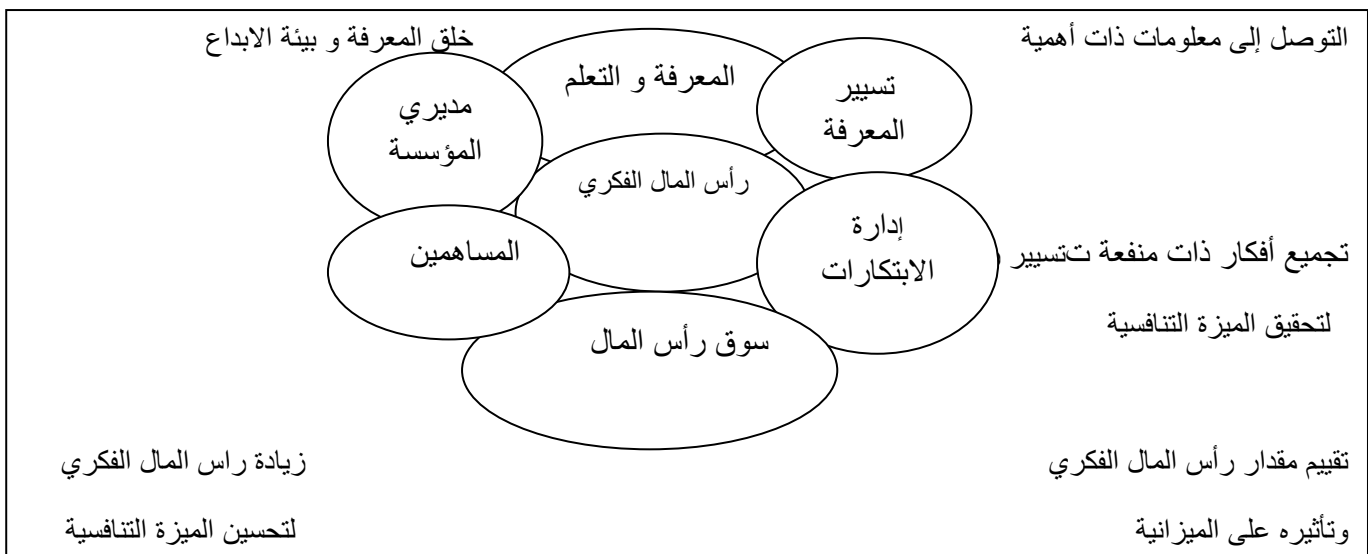 التوصل إلى معلومات ذات أهمية
خلق المعرفة و بيئة الابداع
المعرفة و التعلم
تسيير
المعرفة
مديري
المؤسسة
رأس المال الفكري
إدارة
الابتكارات
المساهمين
تجميع أفكار ذات منفعة تتسيير
لتحقيق الميزة التنافسية
سوق رأس المال
تقييم مقدار رأس المال الفكري
وتأثيره على الميزانية
زيادة راس المال الفكري
لتحسين الميزة التنافسية